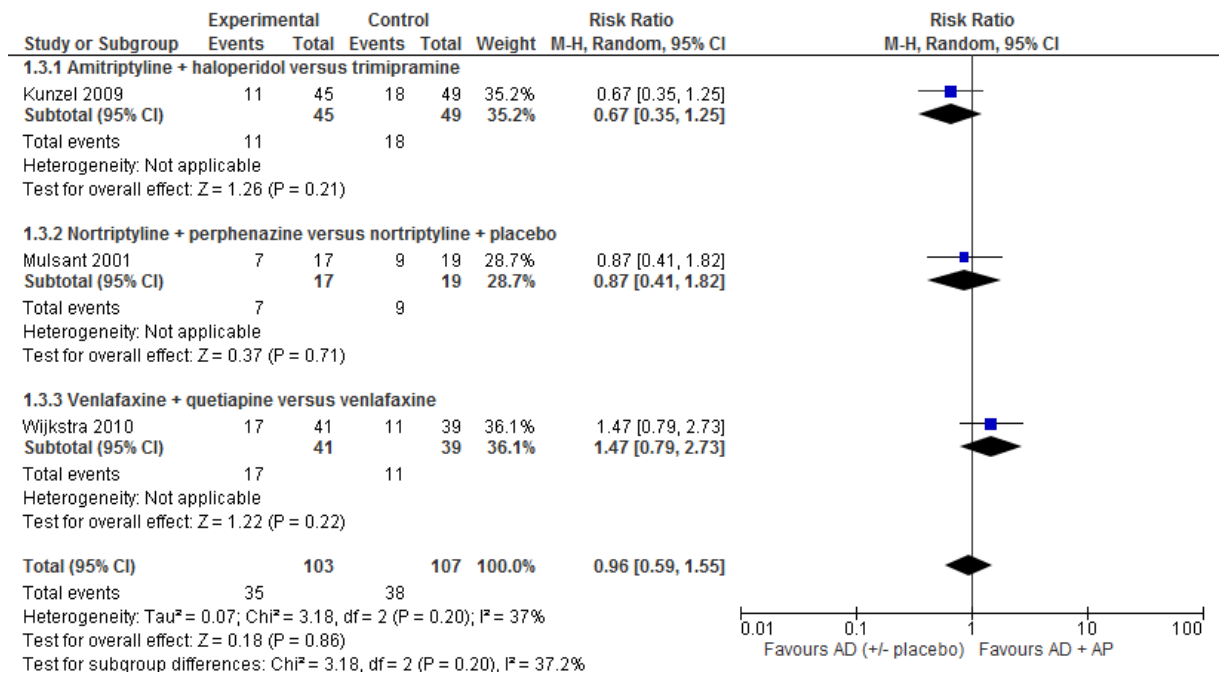 Experimental Control Risk Ratio Risk Ratio
Study or Subgroup Events Total Events Total Weight M-H, Random, 95% CI M-H, Random, 95% CI
1.3.1 Amitriptyline + haloperidol versus trimipramine
Kunzel 2009 11 45 18 49 35.2% 0.67 [0.35, 1.25]
Subtotal (95% CI) 45 49 35.2% 0.67 [0.35, 1.25]
Total events 11 18
Heterogeneity: Not applicable
Test for overall effect: Z = 1.26 (P = 0.21)
1.3.2 Nortriptyline + perphenazine versus nortriptyline + placebo
Mulsant 2001 7 17 9 19 28.7% 0.87 [0.41, 1.82]
Subtotal (95% CI) 17 19 28.7% 0.87 [0.41, 1.82]
Total events 7 9
Heterogeneity: Not applicable
Test for overall effect: Z = 0.37 (P = 0.71)
1.3.3 Venlafaxine + quetiapine versus venlafaxine
Wijkstra 2010 17 41 11 39 36.1% 1.47 [0.79, 2.73]
Subtotal (95% CI) 41 39 36.1% 1.47 [0.79, 2.73]
Total events 17 11
Heterogeneity: Not applicable
Test for overall effect: Z = 1.22 (P = 0.22)
Total (95% CI) 103 107 100.0% 0.96 [0.59, 1.55]
Total events 35 38
Heterogeneity: Tau² = 0.07; Chi² = 3.18, df = 2 (P = 0.20); I² = 37%
Test for overall effect: Z = 0.18 (P = 0.86)
Test for subgroup differences: Chi² = 3.18, df = 2 (P = 0.20), I² = 37.2%
0.01 0.1 1 10 100
Favours AD (+/- placebo) Favours AD + AP